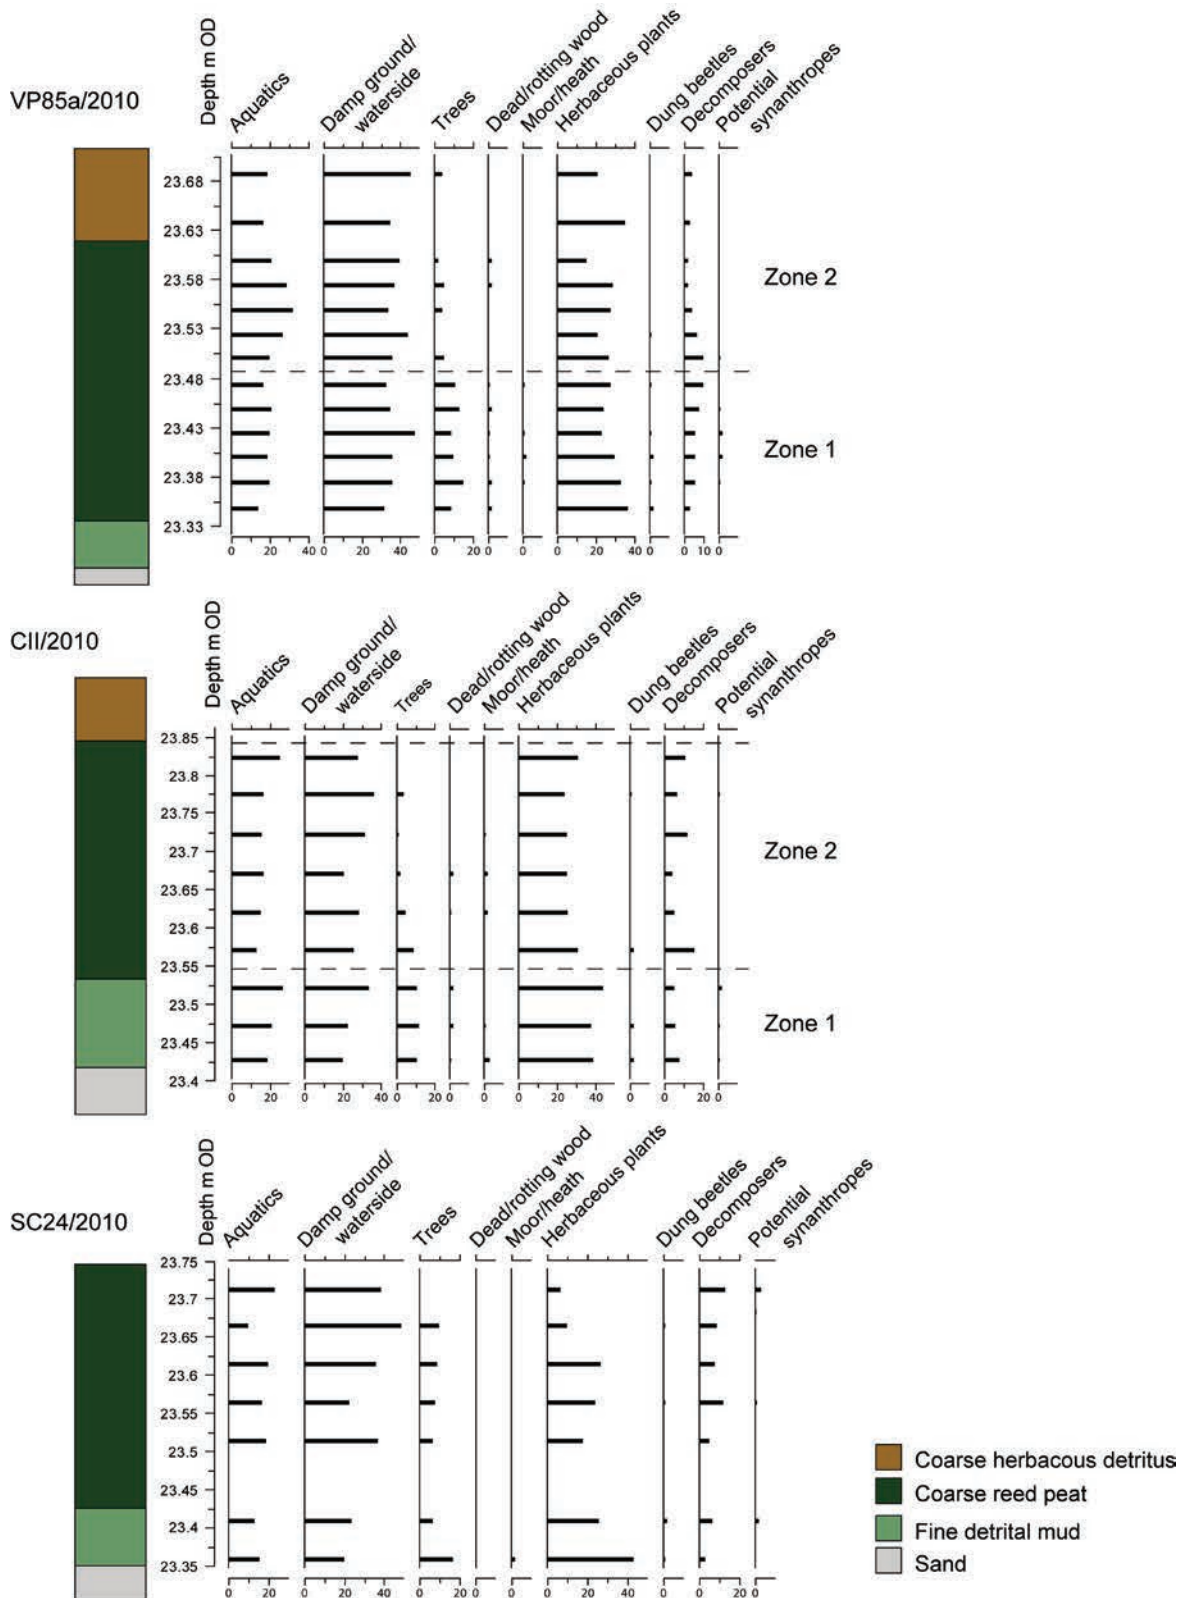 VP85a/2010
Depth m OD
Aquatics
Damp ground/
waterside
Trees
Dead/rotting wood
Moor/heath
Herbaceous plants
Dung beetles
Decomposers
Potential
synanthropes
23.68
23.63
23.58
23.53
23.48
23.43
23.38
23.33
Zone 2
Zone 1
0 20 40 0 20 40 0 20 0 0 0 20 40 0 0 10 0
CII/2010
Depth m OD
Aquatics
Damp ground/
waterside
Trees
Dead/rotting wood
Moor/heath
Herbaceous plants
Dung beetles
Decomposers
Potential
synanthropes
23.85
23.8
23.75
23.7
23.65
23.6
23.55
23.5
23.45
23.4
Zone 2
Zone 1
0 20 0 20 40 0 20 0 0 0 20 40 0 0 20 0
SC24/2010
Depth m OD
Aquatics
Damp ground/
waterside
Trees
Dead/rotting wood
Moor/heath
Herbaceous plants
Dung beetles
Decomposers
Potential
synanthropes
23.75
23.7
23.65
23.6
23.55
23.5
23.45
23.4
23.35
0 20 0 20 40 0 20 0 0 0 20 40 0 0 20 0
Coarse herbacous detritus
Coarse reed peat
Fine detrital mud
Sand